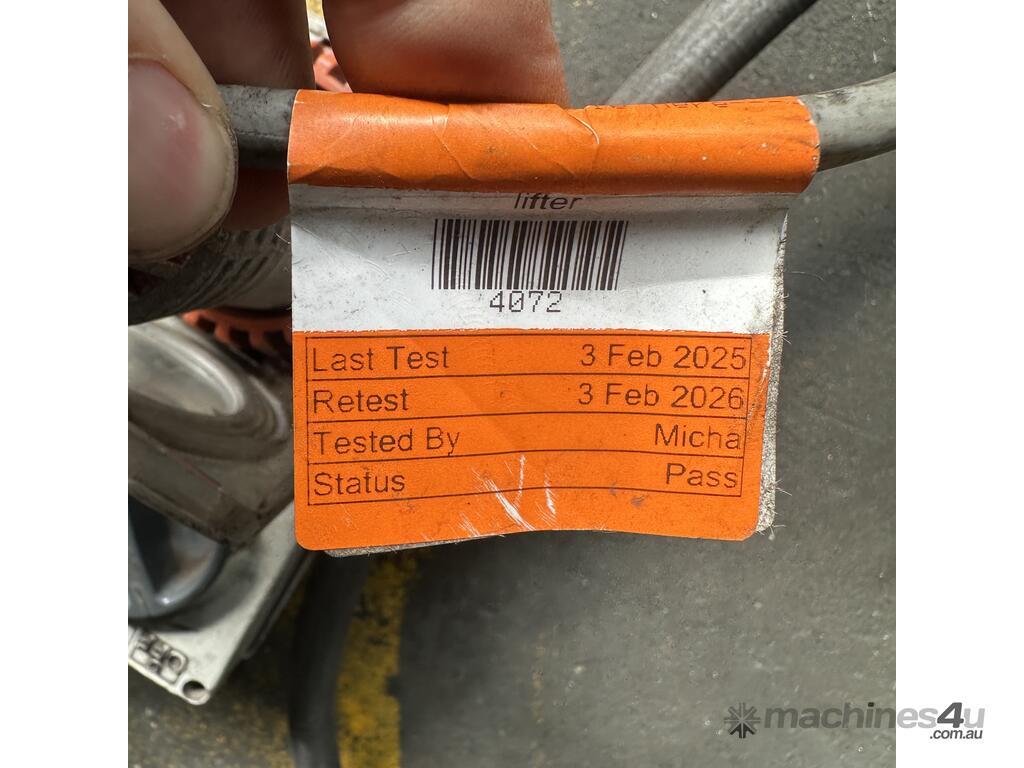 lifter
4072
Last Test 3 Feb 2025
Retest 3 Feb 2026
Tested By Micha
Status Pass
machines4u
.com.au